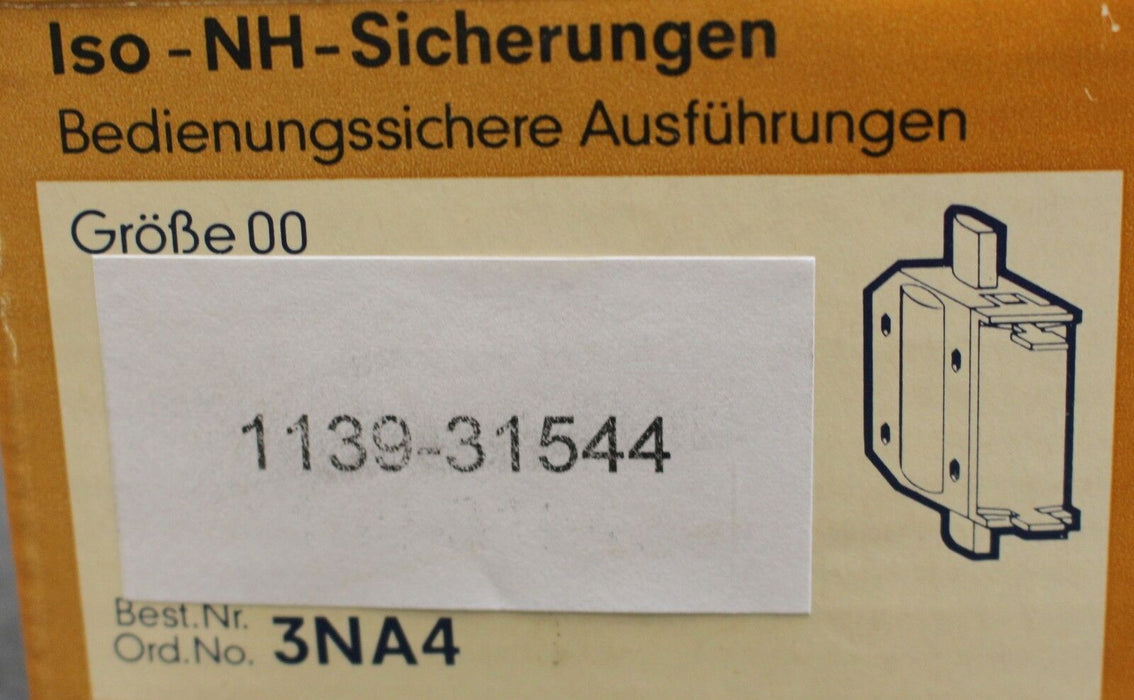 Iso-NH-Sicherungen
Bedienungssichere Ausführungen
Größe 00
1139-31544
Best.Nr.
Ord.No. 3NA4